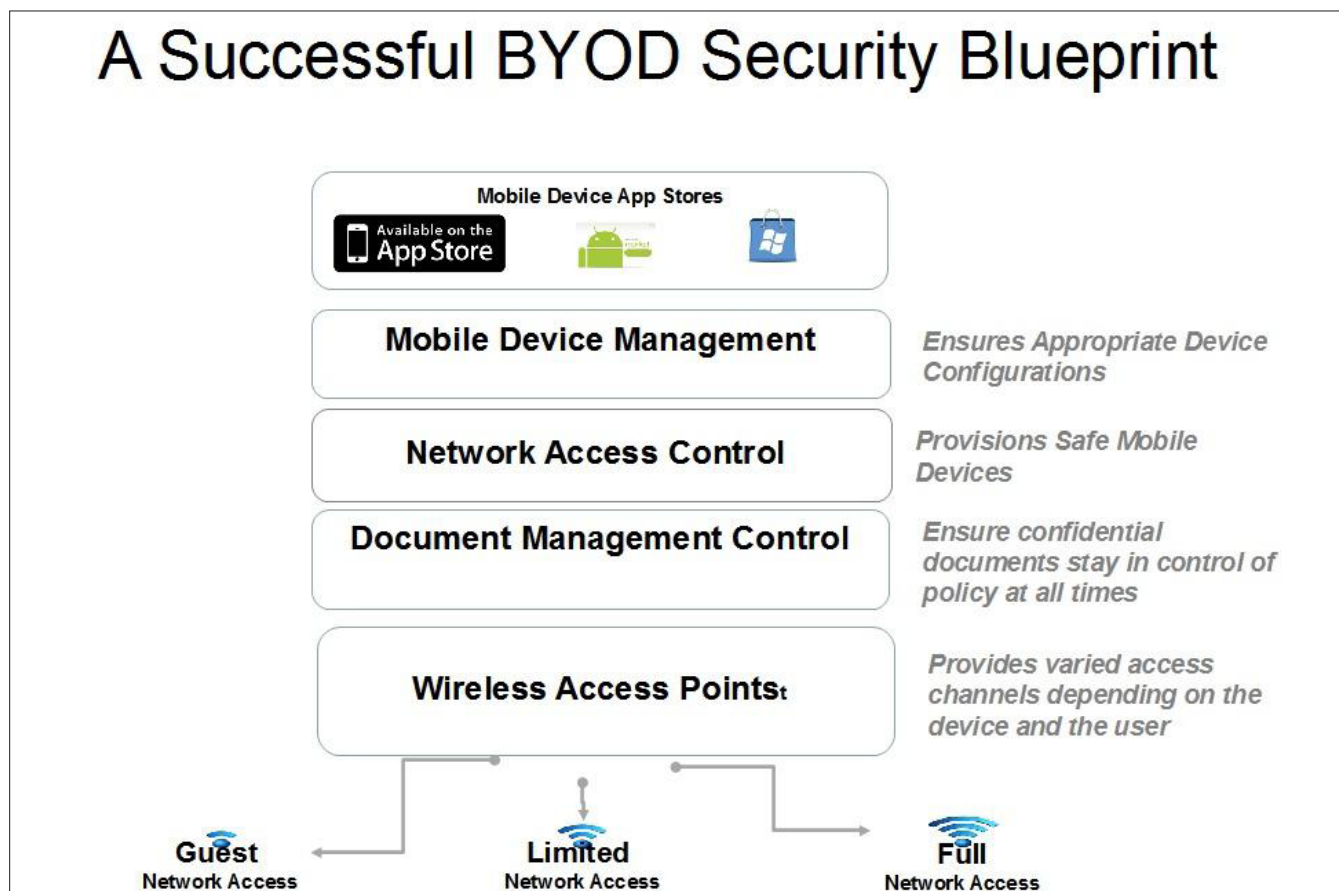 A Successful BYOD Security Blueprint
Mobile Device App Stores
Available on the
App Store
market
Mobile Device Management
Ensures Appropriate Device
Configurations
Network Access Control
Provisions Safe Mobile
Devices
Document Management Control
Ensure confidential
documents stay in control of
policy at all times
Wireless Access Pointst
Provides varied access
channels depending on the
device and the user
Guest
Network Access
Limited
Network Access
Full
Network Access